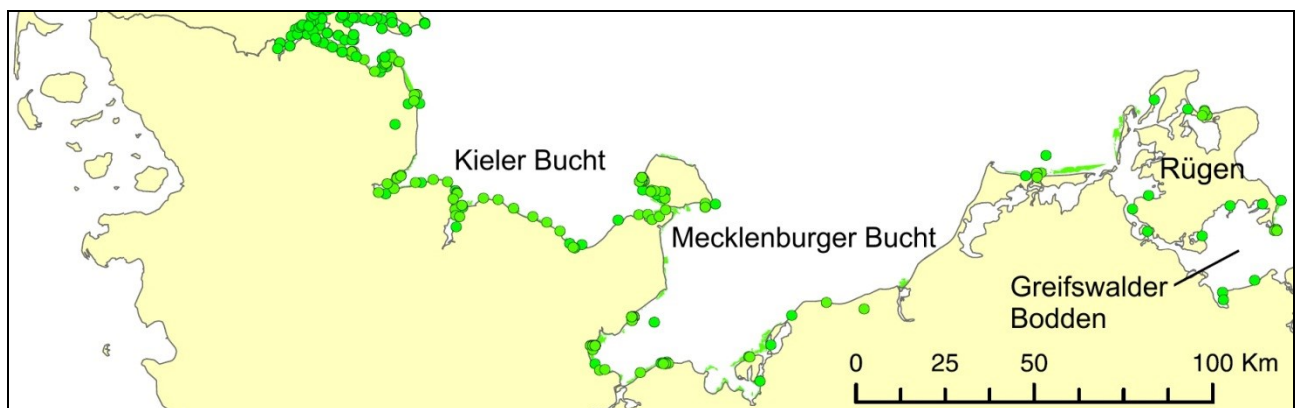 Kieler Bucht
Rügen
Mecklenburger Bucht
Greifswalder
Bodden
0 25 50 100 Km